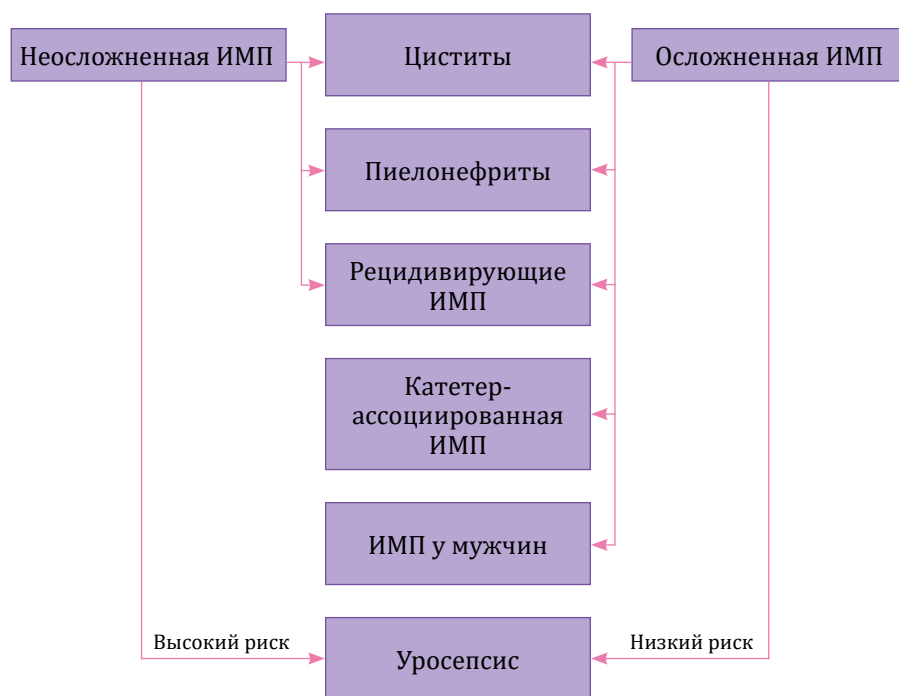 Неосложненная ИМП
Циститы
Осложненная ИМП
Пиелонефриты
Рецидивирующие
ИМП
Катетер-
ассоциированная
ИМП
ИМП у мужчин
Высокий риск
Уросепсис
Низкий риск